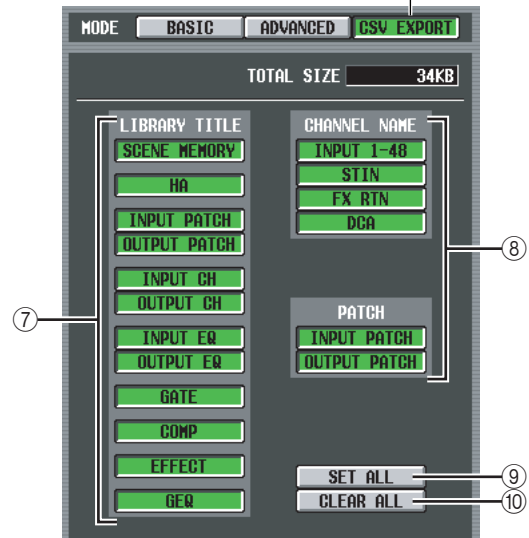 MODE BASIC ADVANCED CSV EXPORT
TOTAL SIZE 34KB
LIBRARY TITLE
SCENE MEMORY
HA
INPUT PATCH
OUTPUT PATCH
INPUT CH
OUTPUT CH
INPUT EQ
OUTPUT EQ
GATE
COMP
EFFECT
GEQ
⑦
CHANNEL NAME
INPUT 1-48
STIN
FX RTN
DCA
PATCH
INPUT PATCH
OUTPUT PATCH
⑧
SET ALL ⑨
CLEAR ALL ⑩